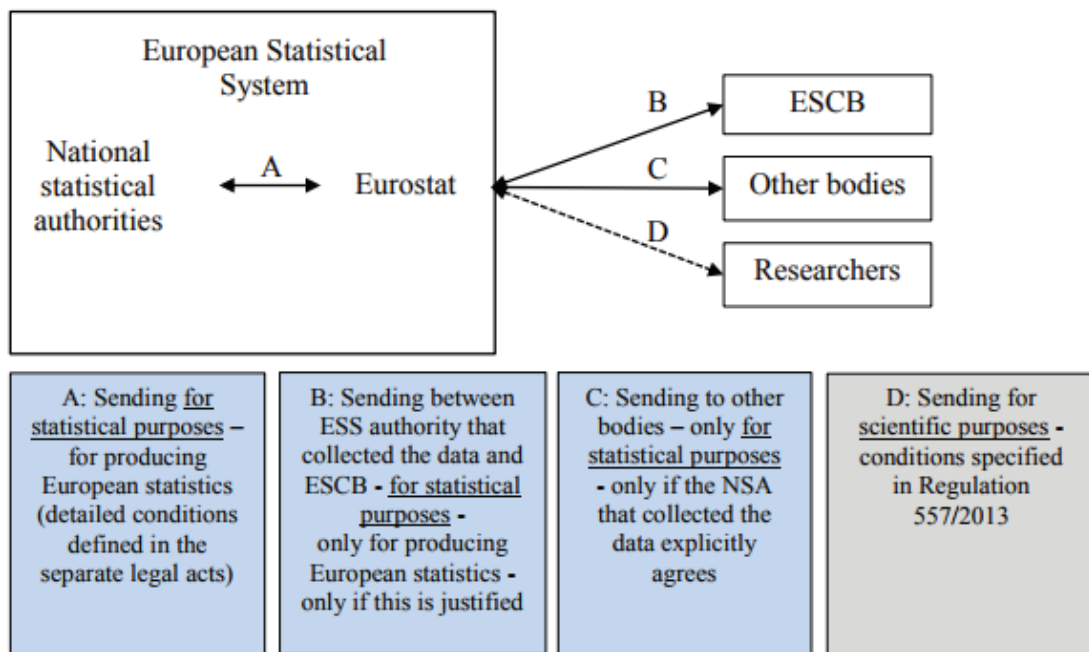 European Statistical
System
National
statistical
authorities
A
Eurostat
B
C
D
ESCB
Other bodies
Researchers
A: Sending for
statistical purposes –
for producing
European statistics
(detailed conditions
defined in the
separate legal acts)
B: Sending between
ESS authority that
collected the data and
ESCB - for statistical
purposes -
only for producing
European statistics -
only if this is justified
C: Sending to other
bodies – only for
statistical purposes
- only if the NSA
that collected the
data explicitly
agrees
D: Sending for
scientific purposes -
conditions specified
in Regulation
557/2013